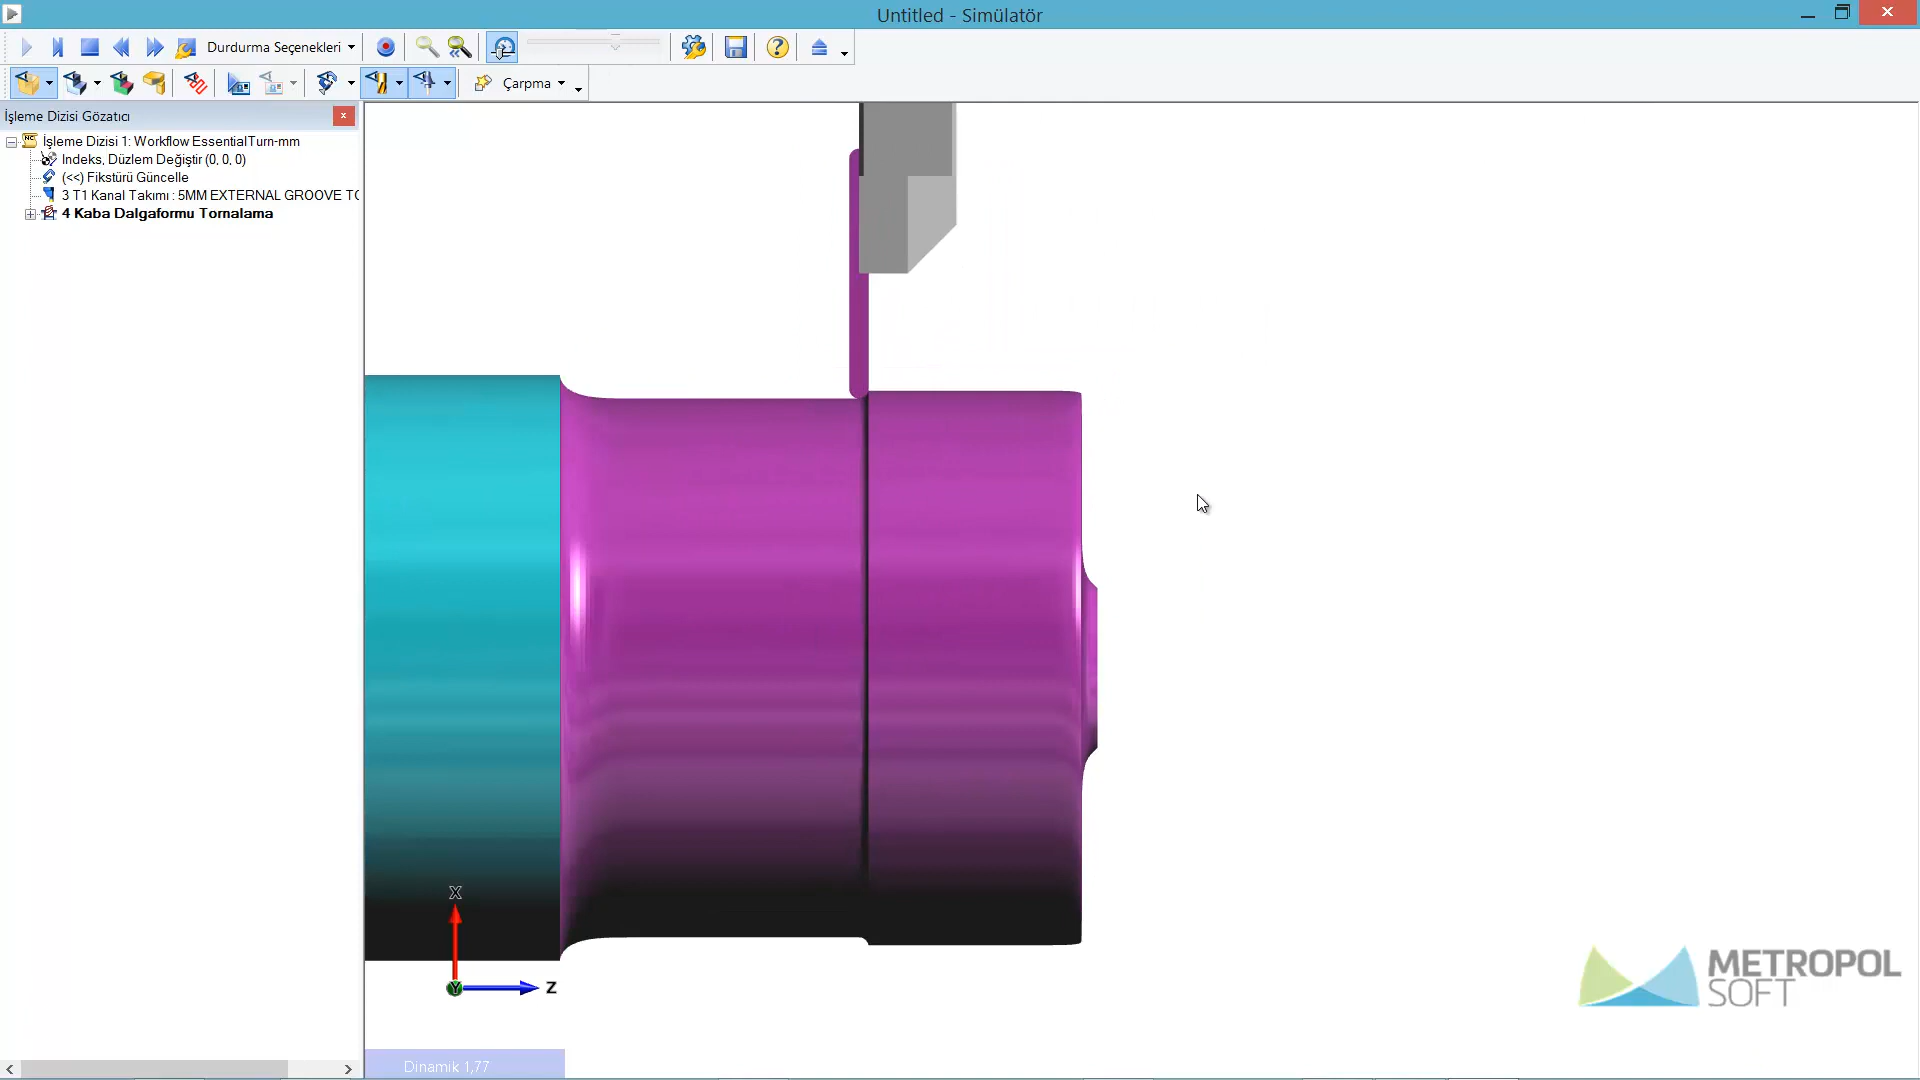 Untitled - Simülatör
Durdurma Seçenekleri
Çarpma
İşleme Dizisi Gözatıcı
İşleme Dizisi 1: Workflow EssentialTurn-mm
Indeks, Düzlem Değiştir (0, 0, 0)
(<<) Fikstürü Güncelle
3 T1 Kanal Takımı : 5MM EXTERNAL GROOVE
4 Kaba Dalgaformu Tornalama
X
Y
Z
METROPOL
SOFT
Dinamik 1,77